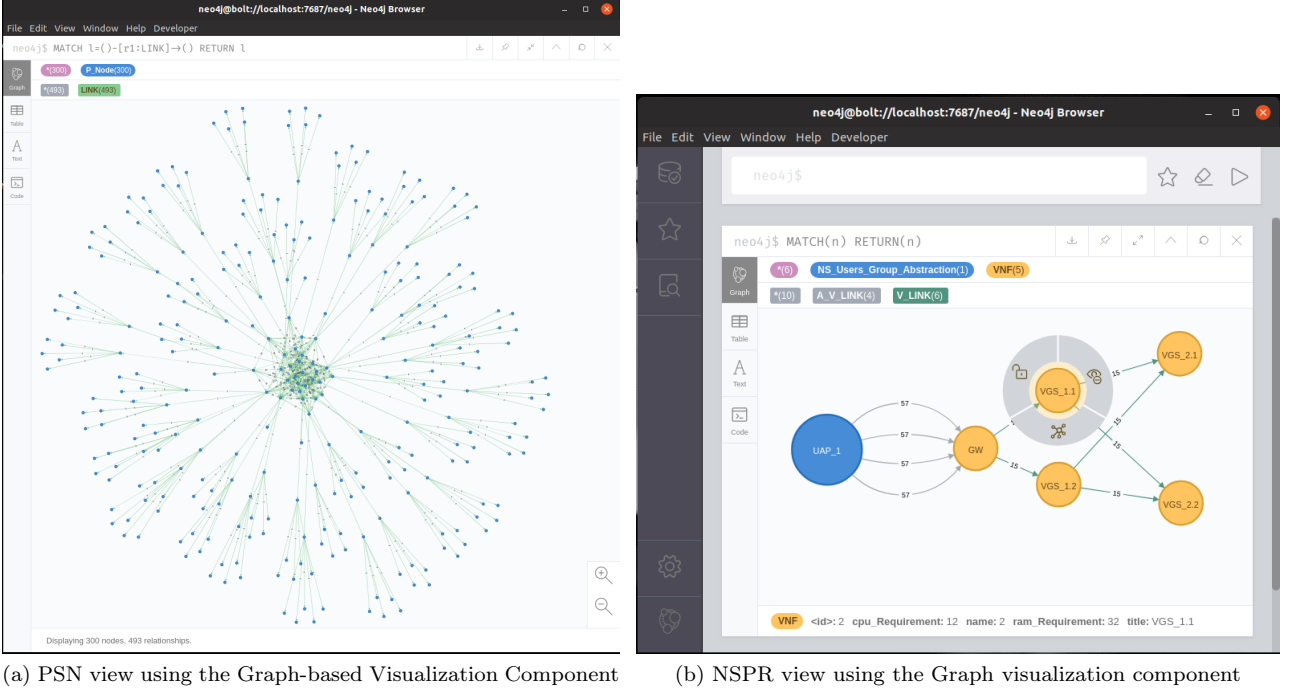 neo4j@bolt://localhost:7687/neo4j - Neo4j Browser
File Edit View Window Help Developer
neo4j$ MATCH l=()-[r1:LINK]→() RETURN l
*(300) P_Node(300)
*(493) LINK(493)
Graph
Table
A
Text
Code
Displaying 300 nodes, 493 relationships.
(a) PSN view using the Graph-based Visualization Component
neo4j@bolt://localhost:7687/neo4j - Neo4j Browser
File Edit View Window Help Developer
neo4j$
neo4j$ MATCH(n) RETURN(n)
*(6) NS_Users_Group_Abstraction(1) VNF(5)
*(10) A_V_LINK(4) V_LINK(6)
Graph
Table
A
Text
Code
UAP_1
57
57
57
57
GW
15
VGS_1.1
VGS_1.2
15
15
15
15
VGS_2.1
VGS_2.2
VNF <id>: 2 cpu_Requirement: 12 name: 2 ram_Requirement: 32 title: VGS_1.1
(b) NSPR view using the Graph visualization component